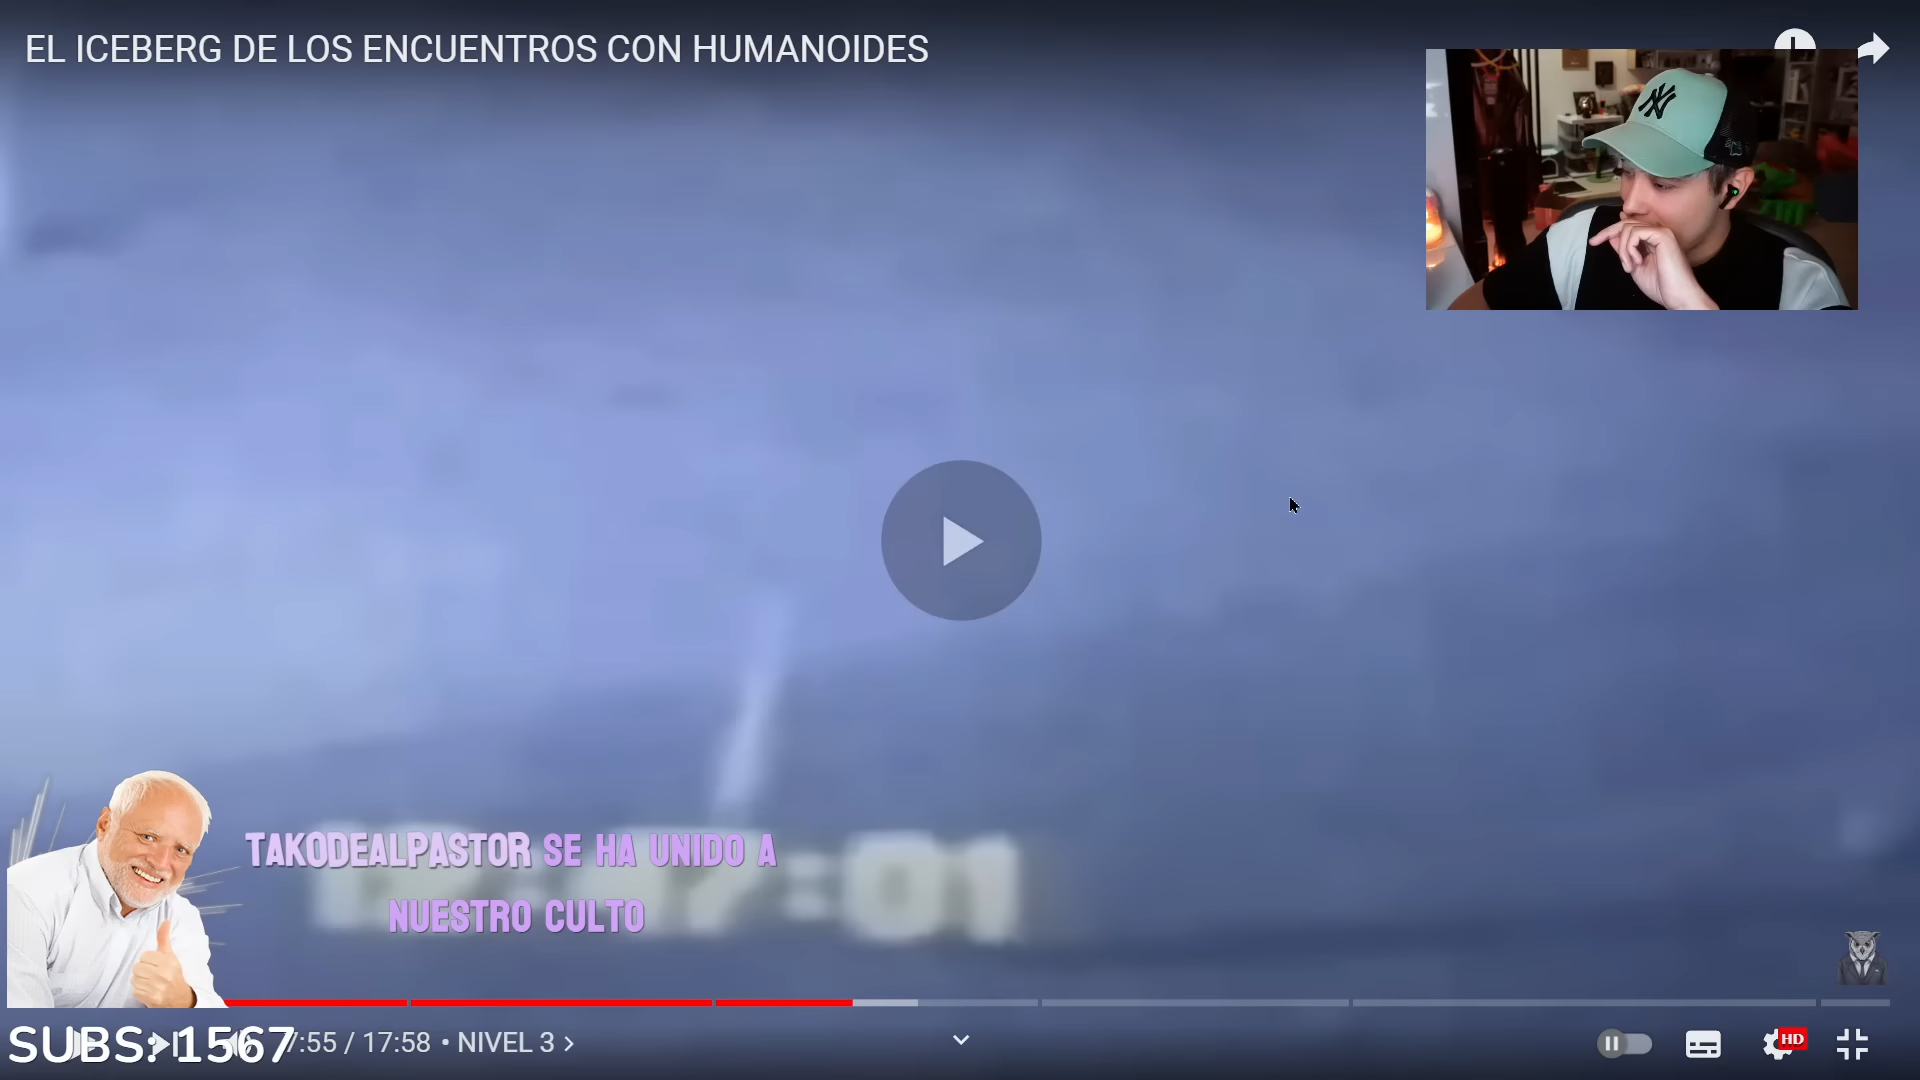 EL ICEBERG DE LOS ENCUENTROS CON HUMANOIDES
NY
TAKODEALPASTOR SE HA UNIDO A
NUESTRO CULTO
SUBS: 1567
7:55 / 17:58 • NIVEL 3
HD